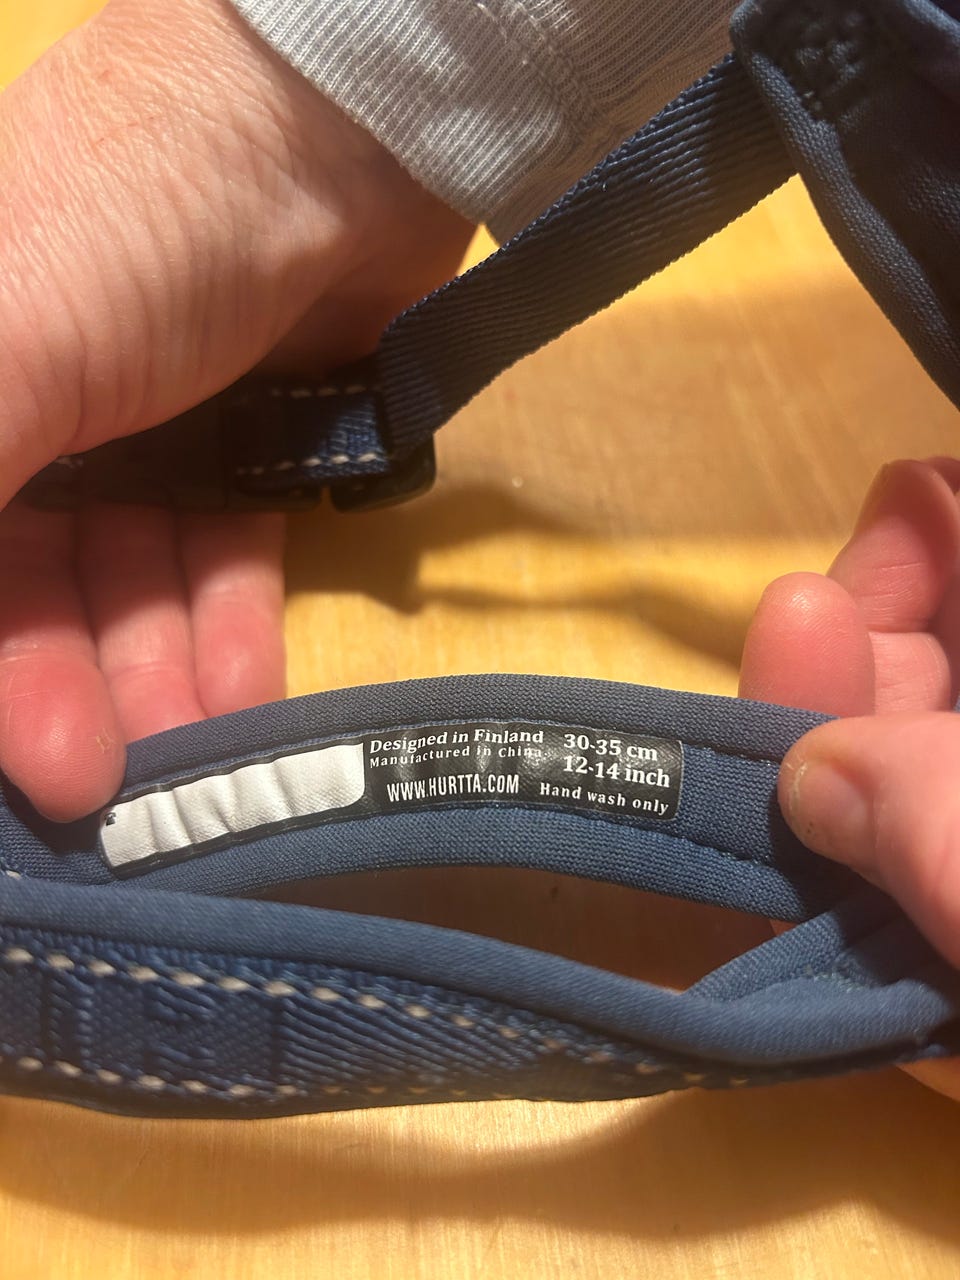 Designed in Finland
Manufactured in China
WWW.HURTTA.COM
30-35 cm
12-14 inch
Hand wash only